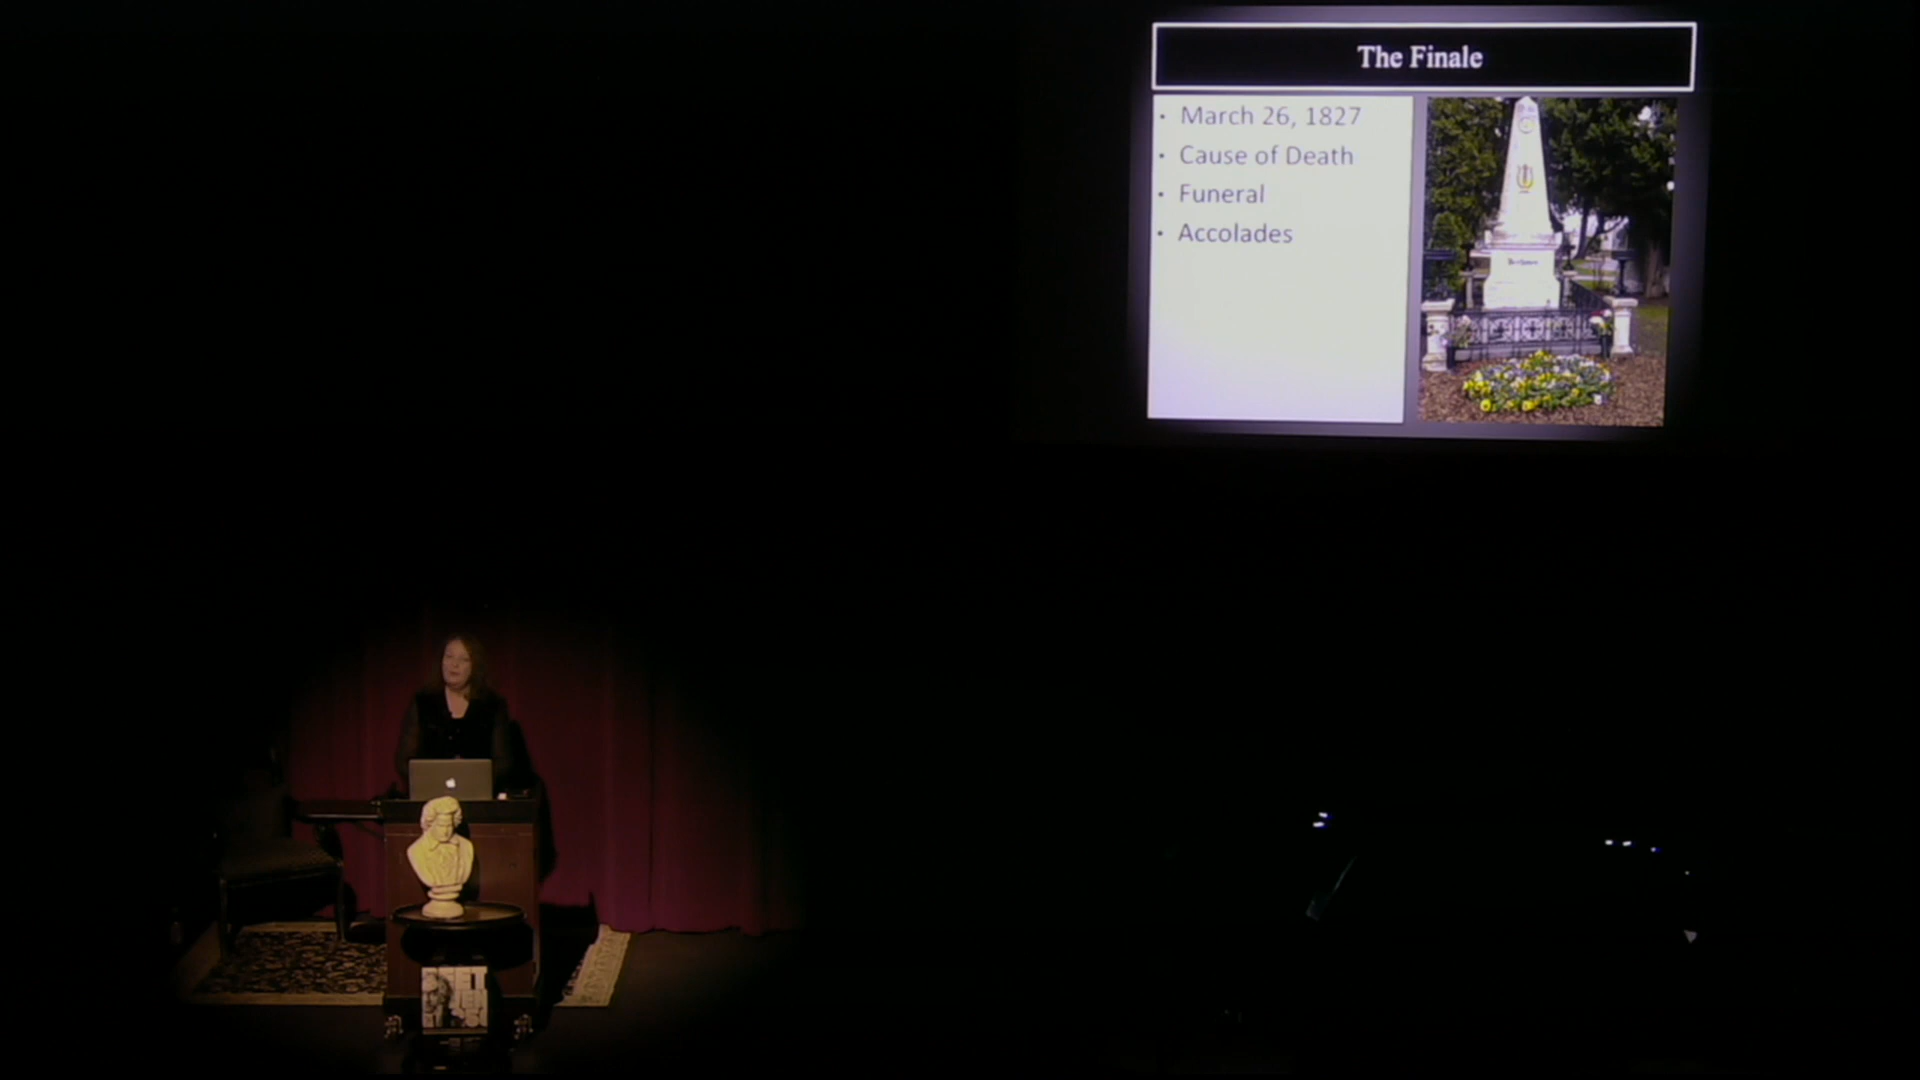 The Finale
• March 26, 1827
• Cause of Death
• Funeral
• Accolades